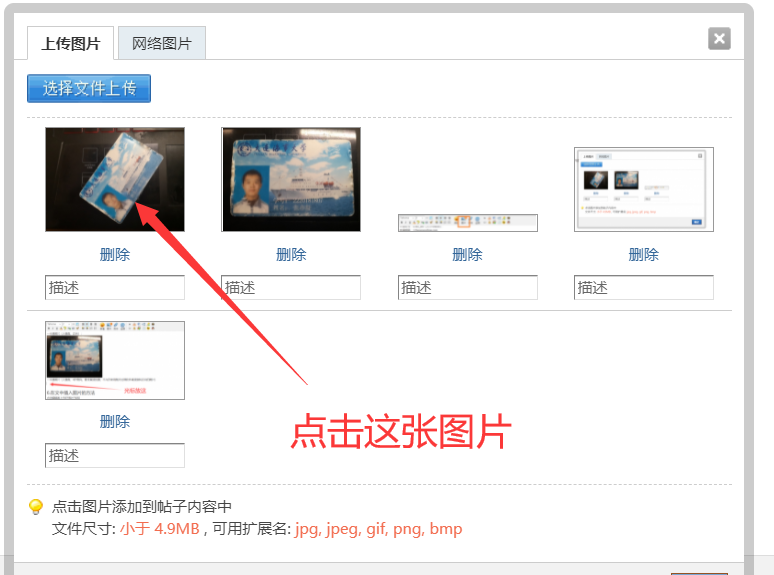 上传图片 网络图片
选择文件上传
删除 删除 删除 删除
描述 描述 描述 描述
删除
描述
点击这张图片
点击图片添加到帖子内容中
文件尺寸: 小于 4.9MB , 可用扩展名: jpg, jpeg, gif, png, bmp